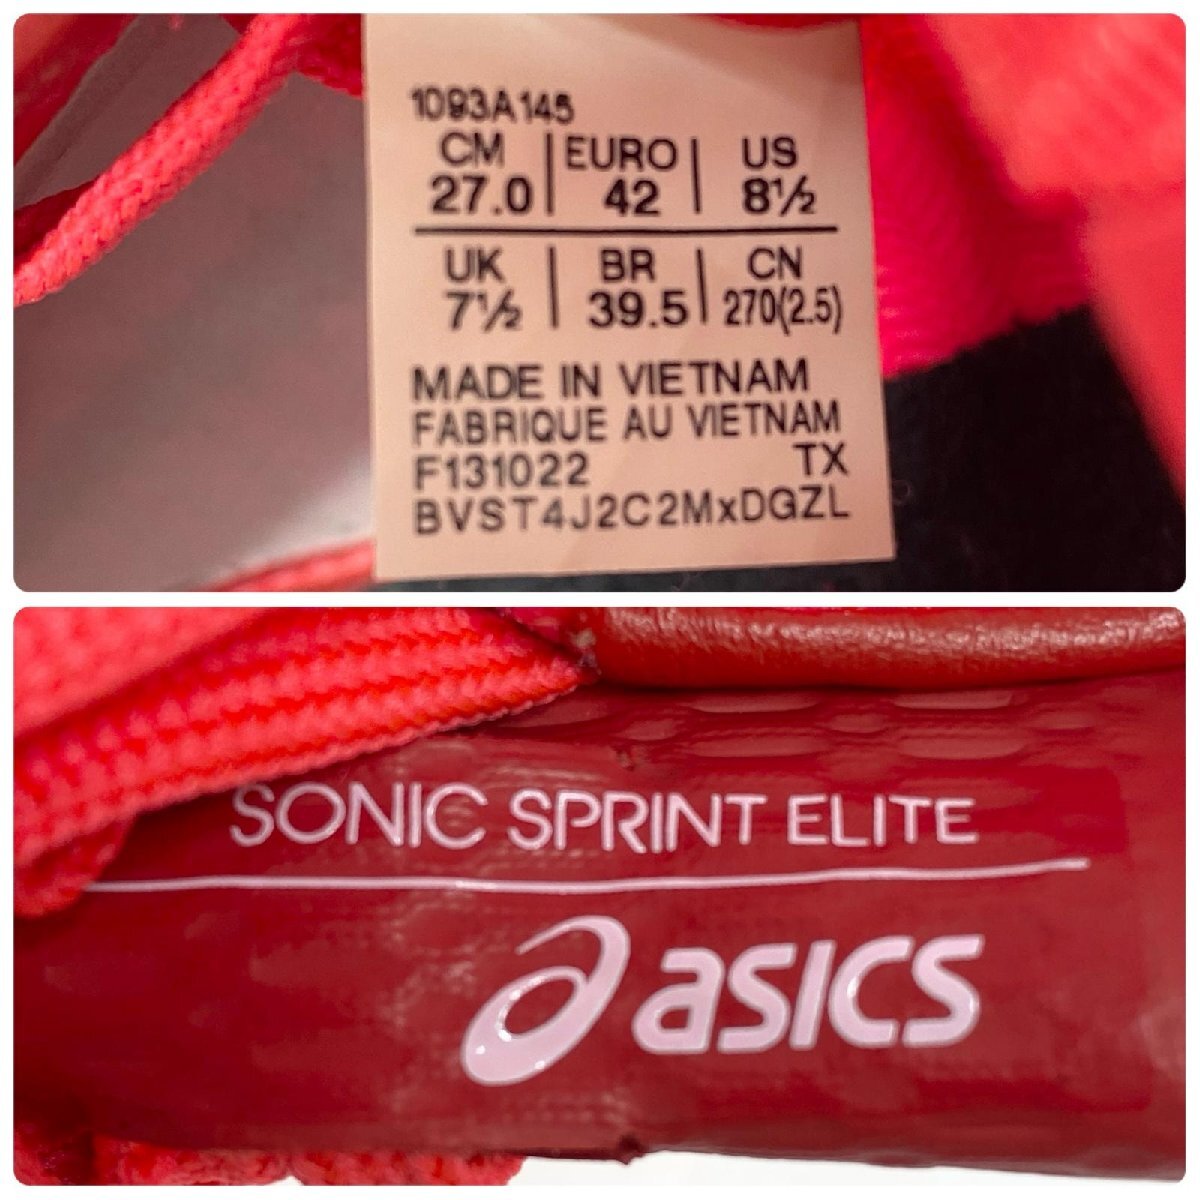 1093A145
CM | EURO | US
27.0 | 42 | 8½
UK | BR | CN
7½ | 39.5 | 270(2.5)
MADE IN VIETNAM
FABRIQUE AU VIETNAM
F131022 TX
BVST4J2C2MxDGZL
SONIC SPRINT ELITE
asics